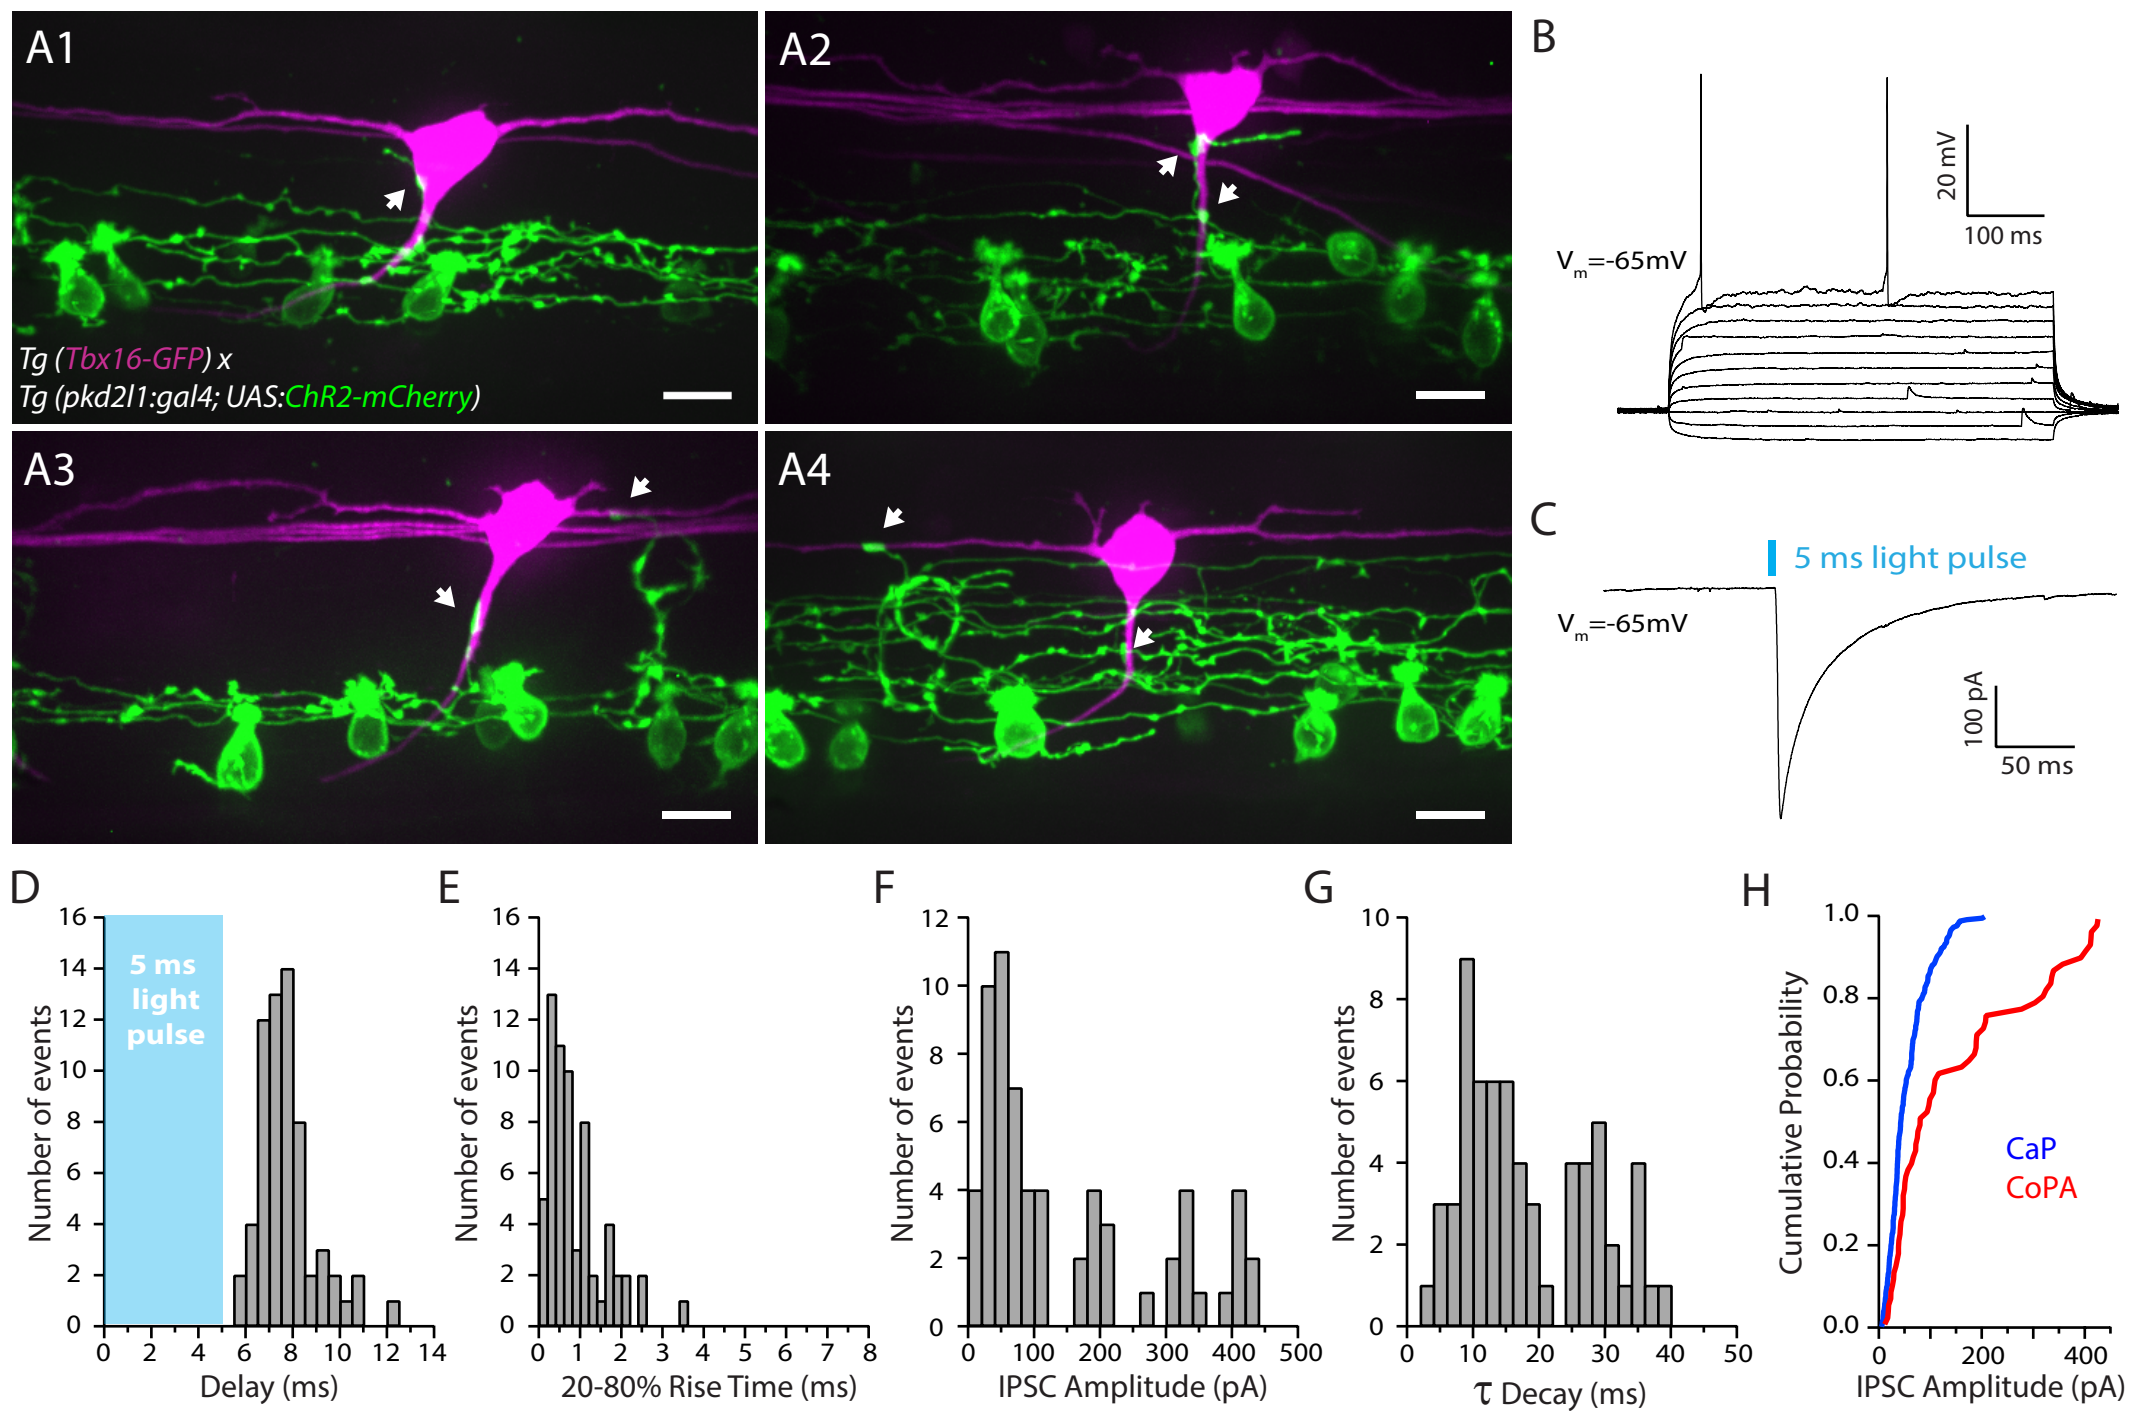 A1
A2
Tg (Tbx16-GFP) x
Tg (pkd2l1:gal4; UAS:ChR2-mCherry)
A3
A4
B
Vm=-65mV
20 mV
100 ms
C
5 ms light pulse
Vm=-65mV
100 pA
50 ms
D
Number of events
16
14
12
10
8
6
4
2
0
5 ms
light
pulse
0 2 4 6 8 10 12 14
Delay (ms)
E
Number of events
16
14
12
10
8
6
4
2
0
0 1 2 3 4 5 6 7 8
20-80% Rise Time (ms)
F
Number of events
12
10
8
6
4
2
0
0 100 200 300 400 500
IPSC Amplitude (pA)
G
Number of events
10
8
6
4
2
0
0 10 20 30 40 50
τ Decay (ms)
H
Cumulative Probability
1.0
0.8
0.6
0.4
0.2
0.0
CaP
CoPA
0 200 400
IPSC Amplitude (pA)